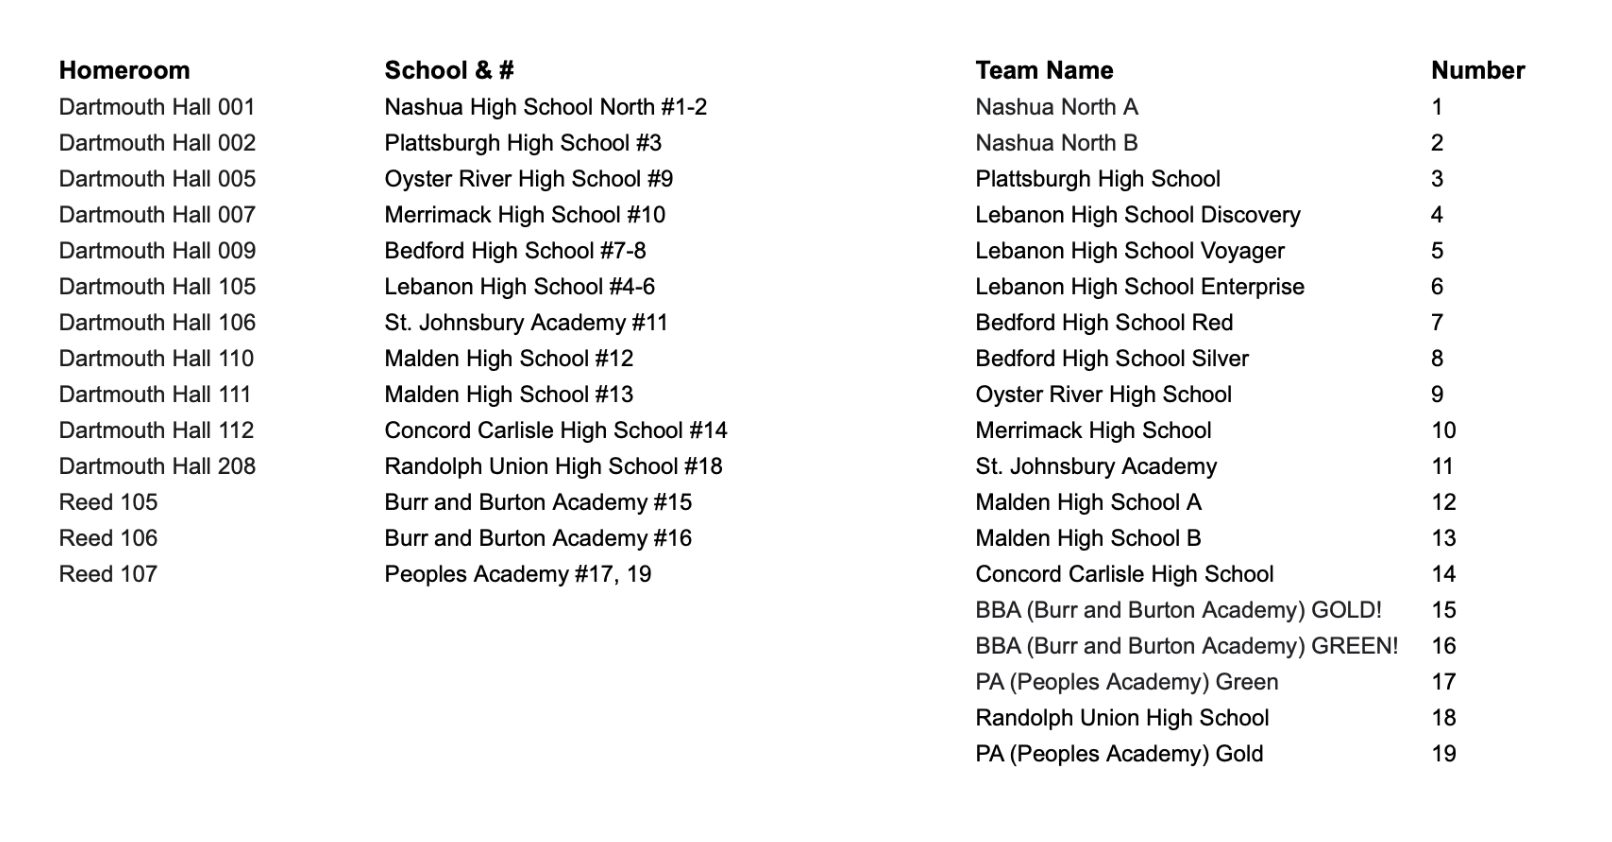 Homeroom School & # Team Name Number
Dartmouth Hall 001 Nashua High School North #1-2 Nashua North A 1
Dartmouth Hall 002 Plattsburgh High School #3 Nashua North B 2
Dartmouth Hall 005 Oyster River High School #9 Plattsburgh High School 3
Dartmouth Hall 007 Merrimack High School #10 Lebanon High School Discovery 4
Dartmouth Hall 009 Bedford High School #7-8 Lebanon High School Voyager 5
Dartmouth Hall 105 Lebanon High School #4-6 Lebanon High School Enterprise 6
Dartmouth Hall 106 St. Johnsbury Academy #11 Bedford High School Red 7
Dartmouth Hall 110 Malden High School #12 Bedford High School Silver 8
Dartmouth Hall 111 Malden High School #13 Oyster River High School 9
Dartmouth Hall 112 Concord Carlisle High School #14 Merrimack High School 10
Dartmouth Hall 208 Randolph Union High School #18 St. Johnsbury Academy 11
Reed 105 Burr and Burton Academy #15 Malden High School A 12
Reed 106 Burr and Burton Academy #16 Malden High School B 13
Reed 107 Peoples Academy #17, 19 Concord Carlisle High School 14
BBA (Burr and Burton Academy) GOLD! 15
BBA (Burr and Burton Academy) GREEN! 16
PA (Peoples Academy) Green 17
Randolph Union High School 18
PA (Peoples Academy) Gold 19